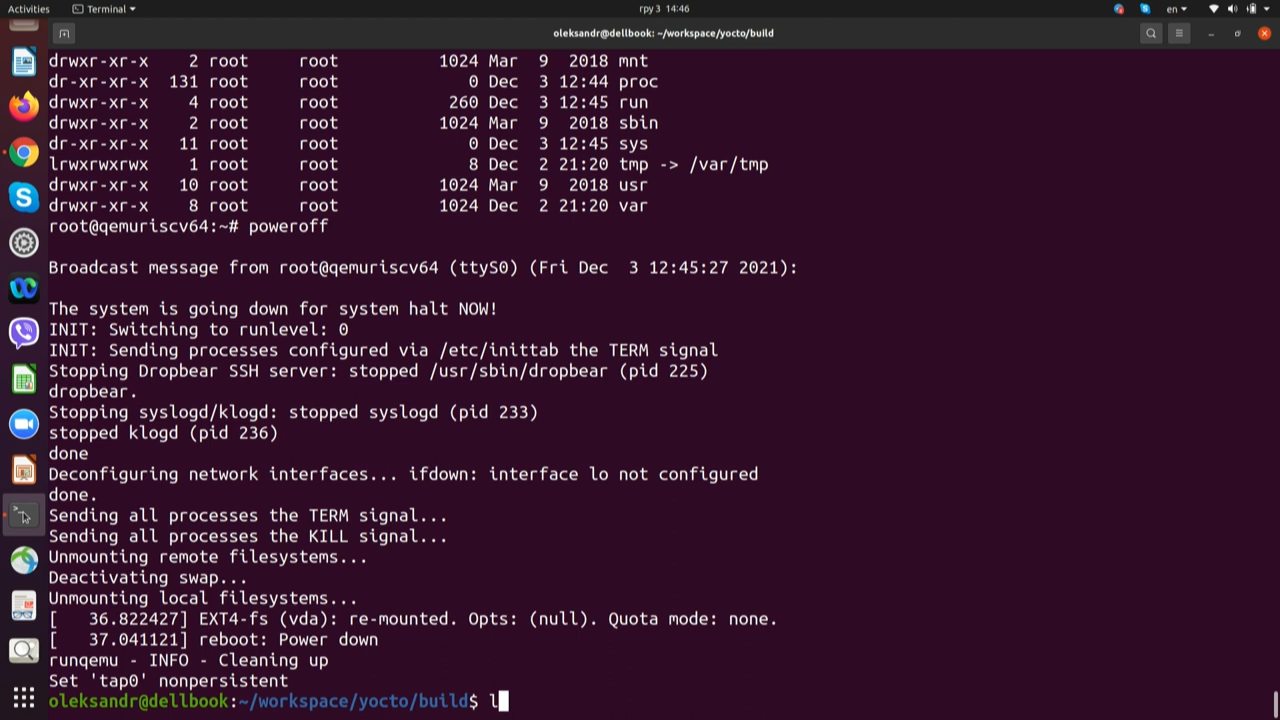 Activities
Terminal
гру 3 14:46
en
oleksandr@dellbook: ~/workspace/yocto/build
drwxr-xr-x    2 root     root          1024 Mar  9  2018 mnt
dr-xr-xr-x  131 root     root             0 Dec  3 12:44 proc
drwxr-xr-x    4 root     root           260 Dec  3 12:45 run
drwxr-xr-x    2 root     root          1024 Mar  9  2018 sbin
dr-xr-xr-x   11 root     root             0 Dec  3 12:45 sys
lrwxrwxrwx    1 root     root             8 Dec  2 21:20 tmp -> /var/tmp
drwxr-xr-x   10 root     root          1024 Mar  9  2018 usr
drwxr-xr-x    8 root     root          1024 Dec  2 21:20 var
root@qemuriscv64:~# poweroff
Broadcast message from root@qemuriscv64 (ttyS0) (Fri Dec  3 12:45:27 2021):
The system is going down for system halt NOW!
INIT: Switching to runlevel: 0
INIT: Sending processes configured via /etc/inittab the TERM signal
Stopping Dropbear SSH server: stopped /usr/sbin/dropbear (pid 225)
dropbear.
Stopping syslogd/klogd: stopped syslogd (pid 233)
stopped klogd (pid 236)
done
Deconfiguring network interfaces... ifdown: interface lo not configured
done.
Sending all processes the TERM signal...
Sending all processes the KILL signal...
Unmounting remote filesystems...
Deactivating swap...
Unmounting local filesystems...
[   36.822427] EXT4-fs (vda): re-mounted. Opts: (null). Quota mode: none.
[   37.041121] reboot: Power down
runqemu - INFO - Cleaning up
Set 'tap0' nonpersistent
oleksandr@dellbook:~/workspace/yocto/build$ l